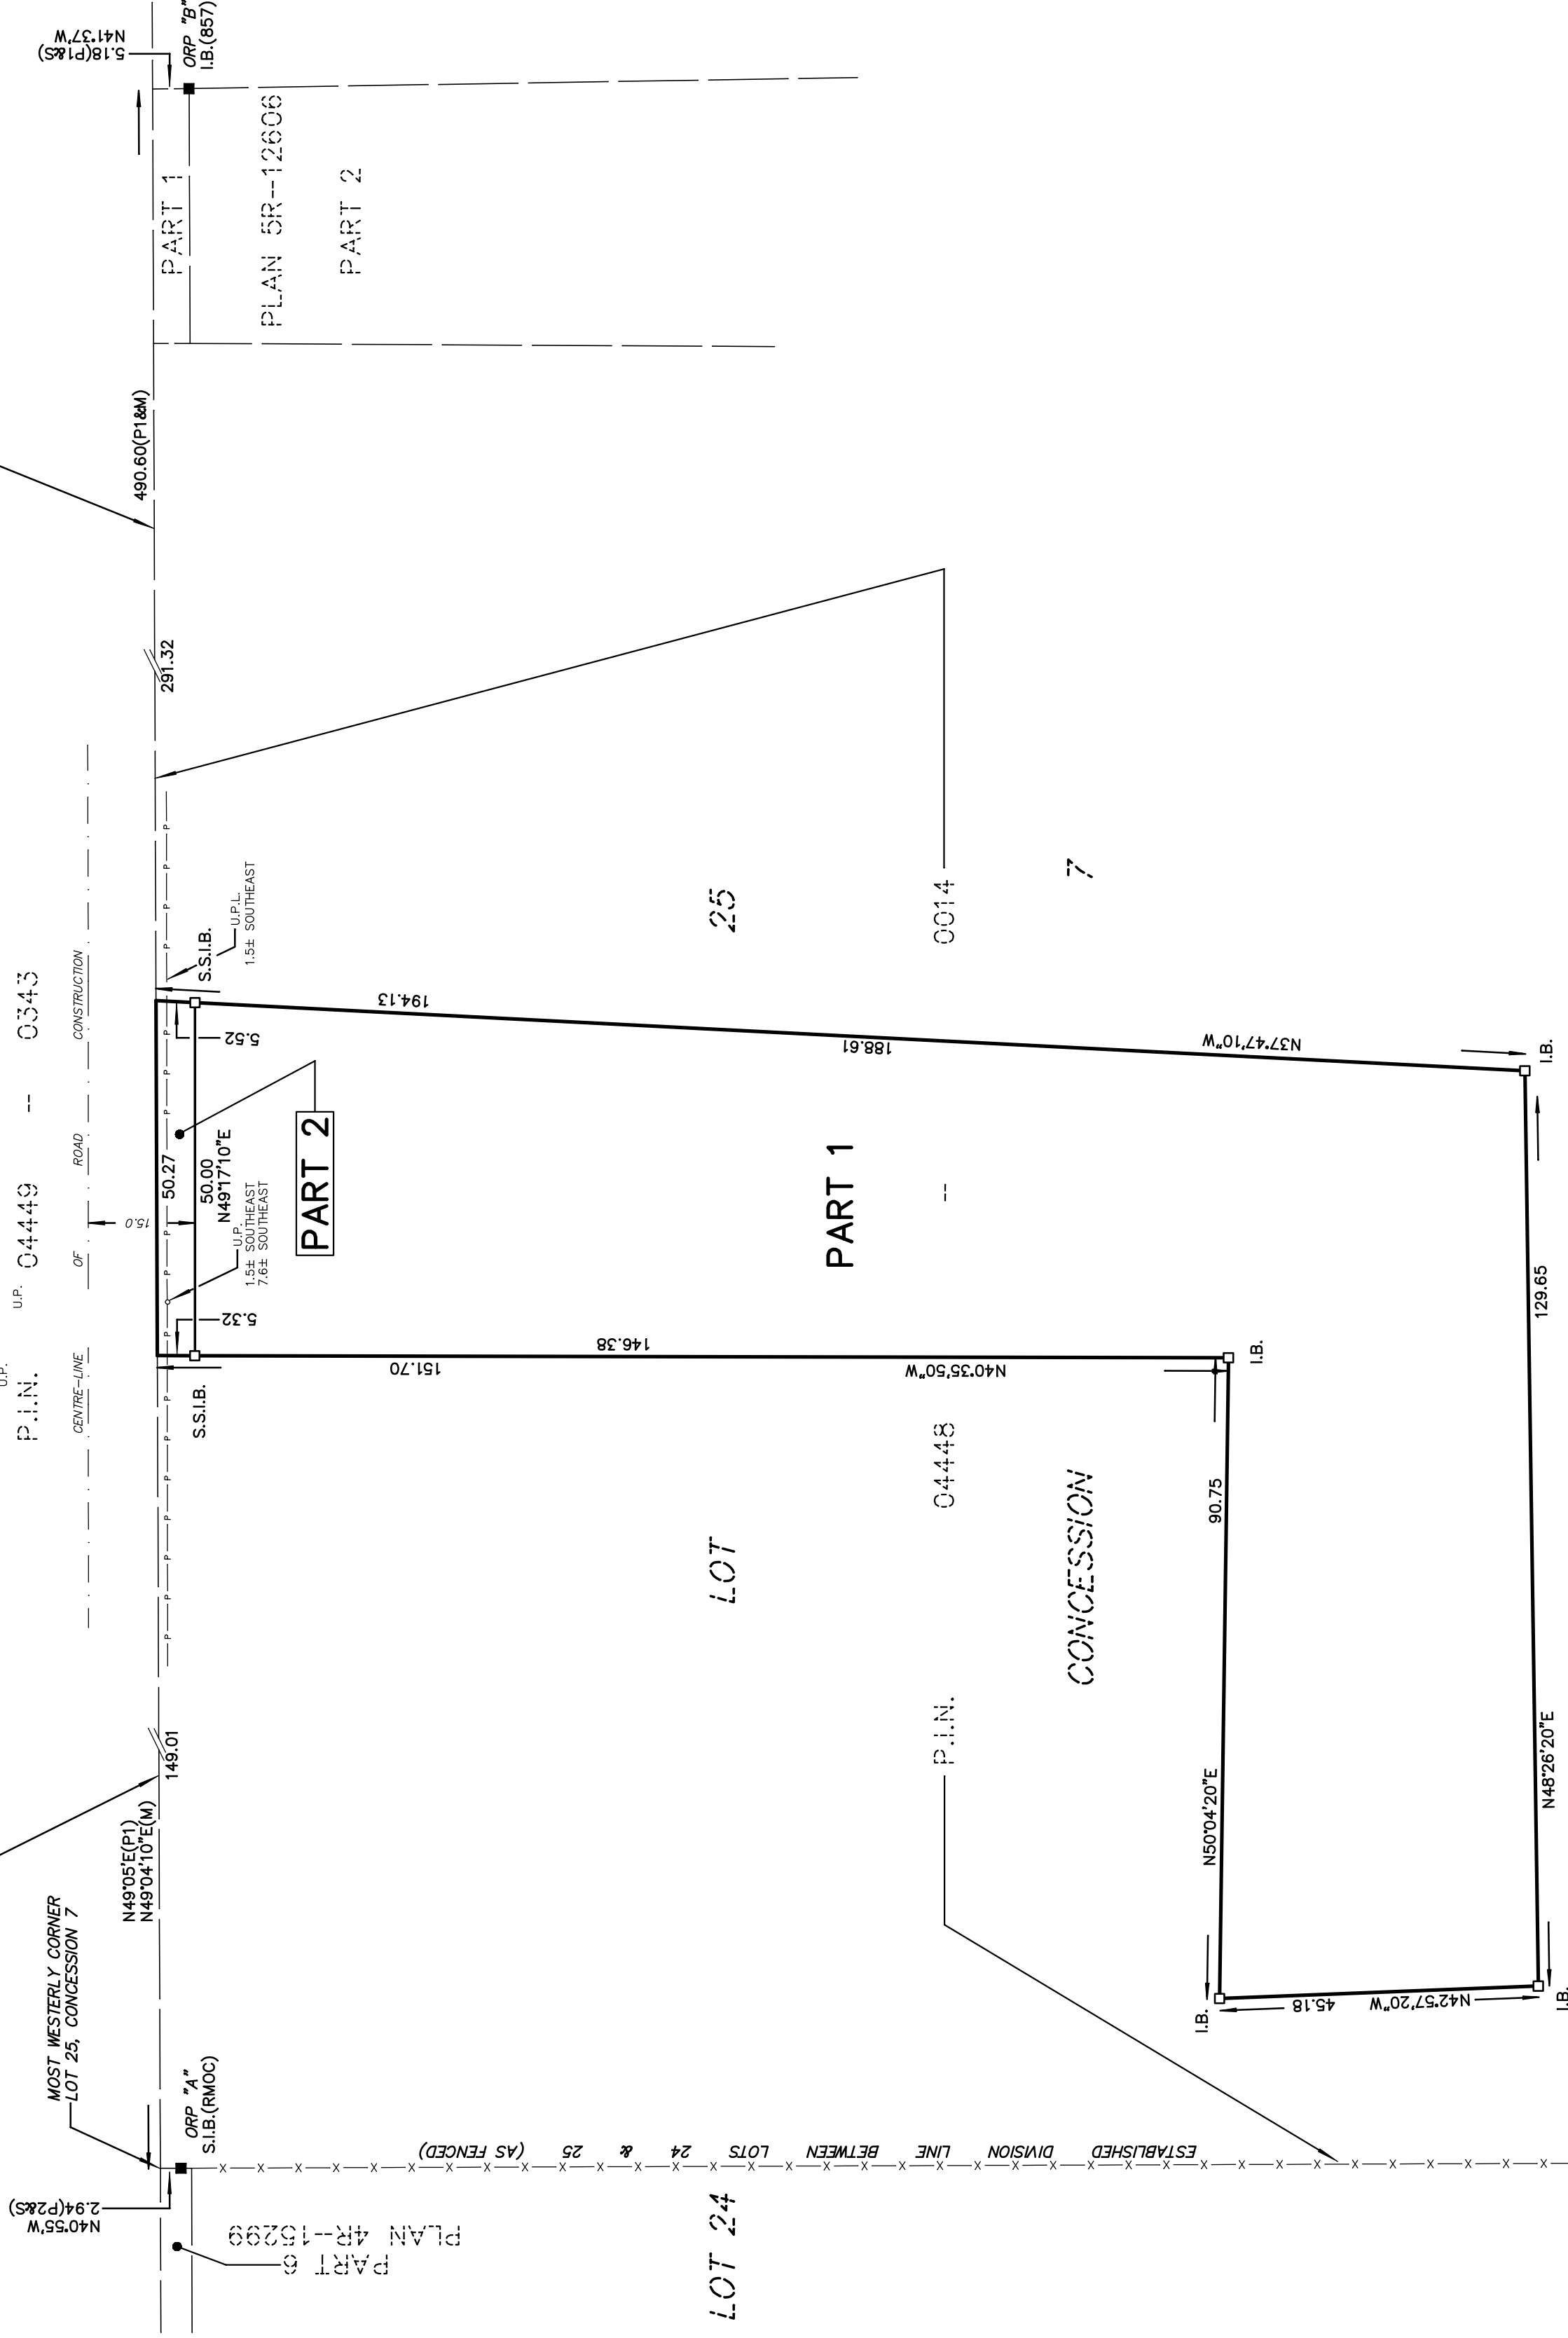 MOST WESTERLY CORNER
LOT 25, CONCESSION 7
N40°55'W
2.94(P2&S)
ORP "A"
S.I.B.(RMOC)
PART 6
PLAN 4R-15299
LOT 24
ESTABLISHED DIVISION LINE BETWEEN LOTS 24 & 25 (AS FENCED)
N49°05'E(P1)
N49°04'10"E(M)
149.01
U.P.
U.P.
P.I.N. 04449 -- 0343
CENTRE-LINE OF ROAD CONSTRUCTION
15.0
50.27
50.00
N49°17'10"E
5.32
5.52
S.S.I.B.
S.S.I.B.
U.P.
1.5± SOUTHEAST
7.6± SOUTHEAST
U.P.L.
1.5± SOUTHEAST
PART 2
291.32
490.60(P1&M)
PART 1
PLAN 5R--12606
PART 2
5.18(P1&S)
N41°37'W
ORP "B"
I.B.(857)
151.70
146.38
N40°35'50"W
194.13
188.61
N37°47'10"W
LOT 25
PART 1
P.I.N. 04448 -- 0014
CONCESSION 7
I.B.
90.75
N50°04'20"E
I.B.
45.18
N42°57'20"W
I.B.
N48°26'20"E
129.65
I.B.